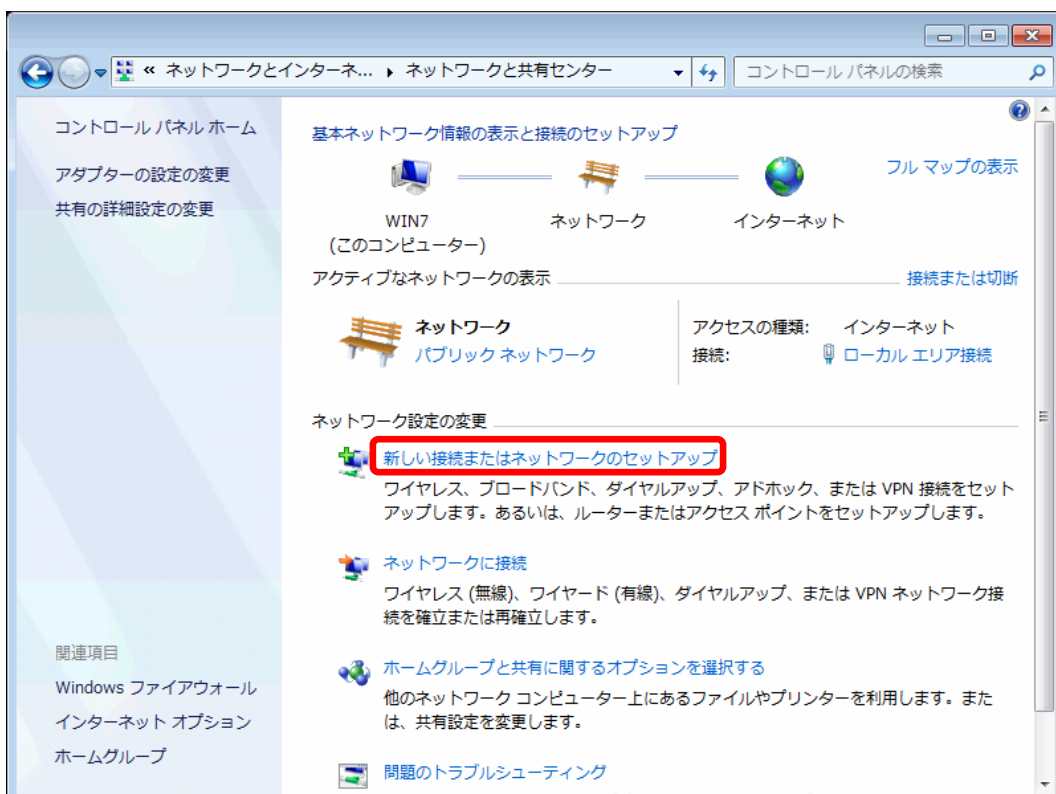 « ネットワークとインターネ... ▸ ネットワークと共有センター
コントロール パネルの検索
コントロール パネル ホーム
アダプターの設定の変更
共有の詳細設定の変更
基本ネットワーク情報の表示と接続のセットアップ
フル マップの表示
WIN7
(このコンピューター)
ネットワーク
インターネット
アクティブなネットワークの表示
接続または切断
ネットワーク
パブリック ネットワーク
アクセスの種類: インターネット
接続: ローカル エリア接続
ネットワーク設定の変更
新しい接続またはネットワークのセットアップ
ワイヤレス、ブロードバンド、ダイヤルアップ、アドホック、または VPN 接続をセット
アップします。あるいは、ルーターまたはアクセス ポイントをセットアップします。
ネットワークに接続
ワイヤレス (無線)、ワイヤード (有線)、ダイヤルアップ、または VPN ネットワーク接
続を確立または再確立します。
ホームグループと共有に関するオプションを選択する
他のネットワーク コンピューター上にあるファイルやプリンターを利用します。また
は、共有設定を変更します。
問題のトラブルシューティング
関連項目
Windows ファイアウォール
インターネット オプション
ホームグループ